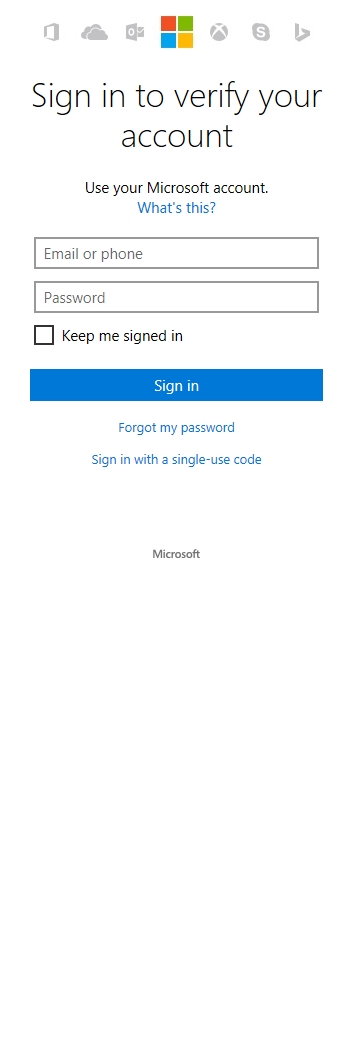 Sign in to verify your
account
Use your Microsoft account.
What's this?
Email or phone
Password
Keep me signed in
Sign in
Forgot my password
Sign in with a single-use code
Microsoft